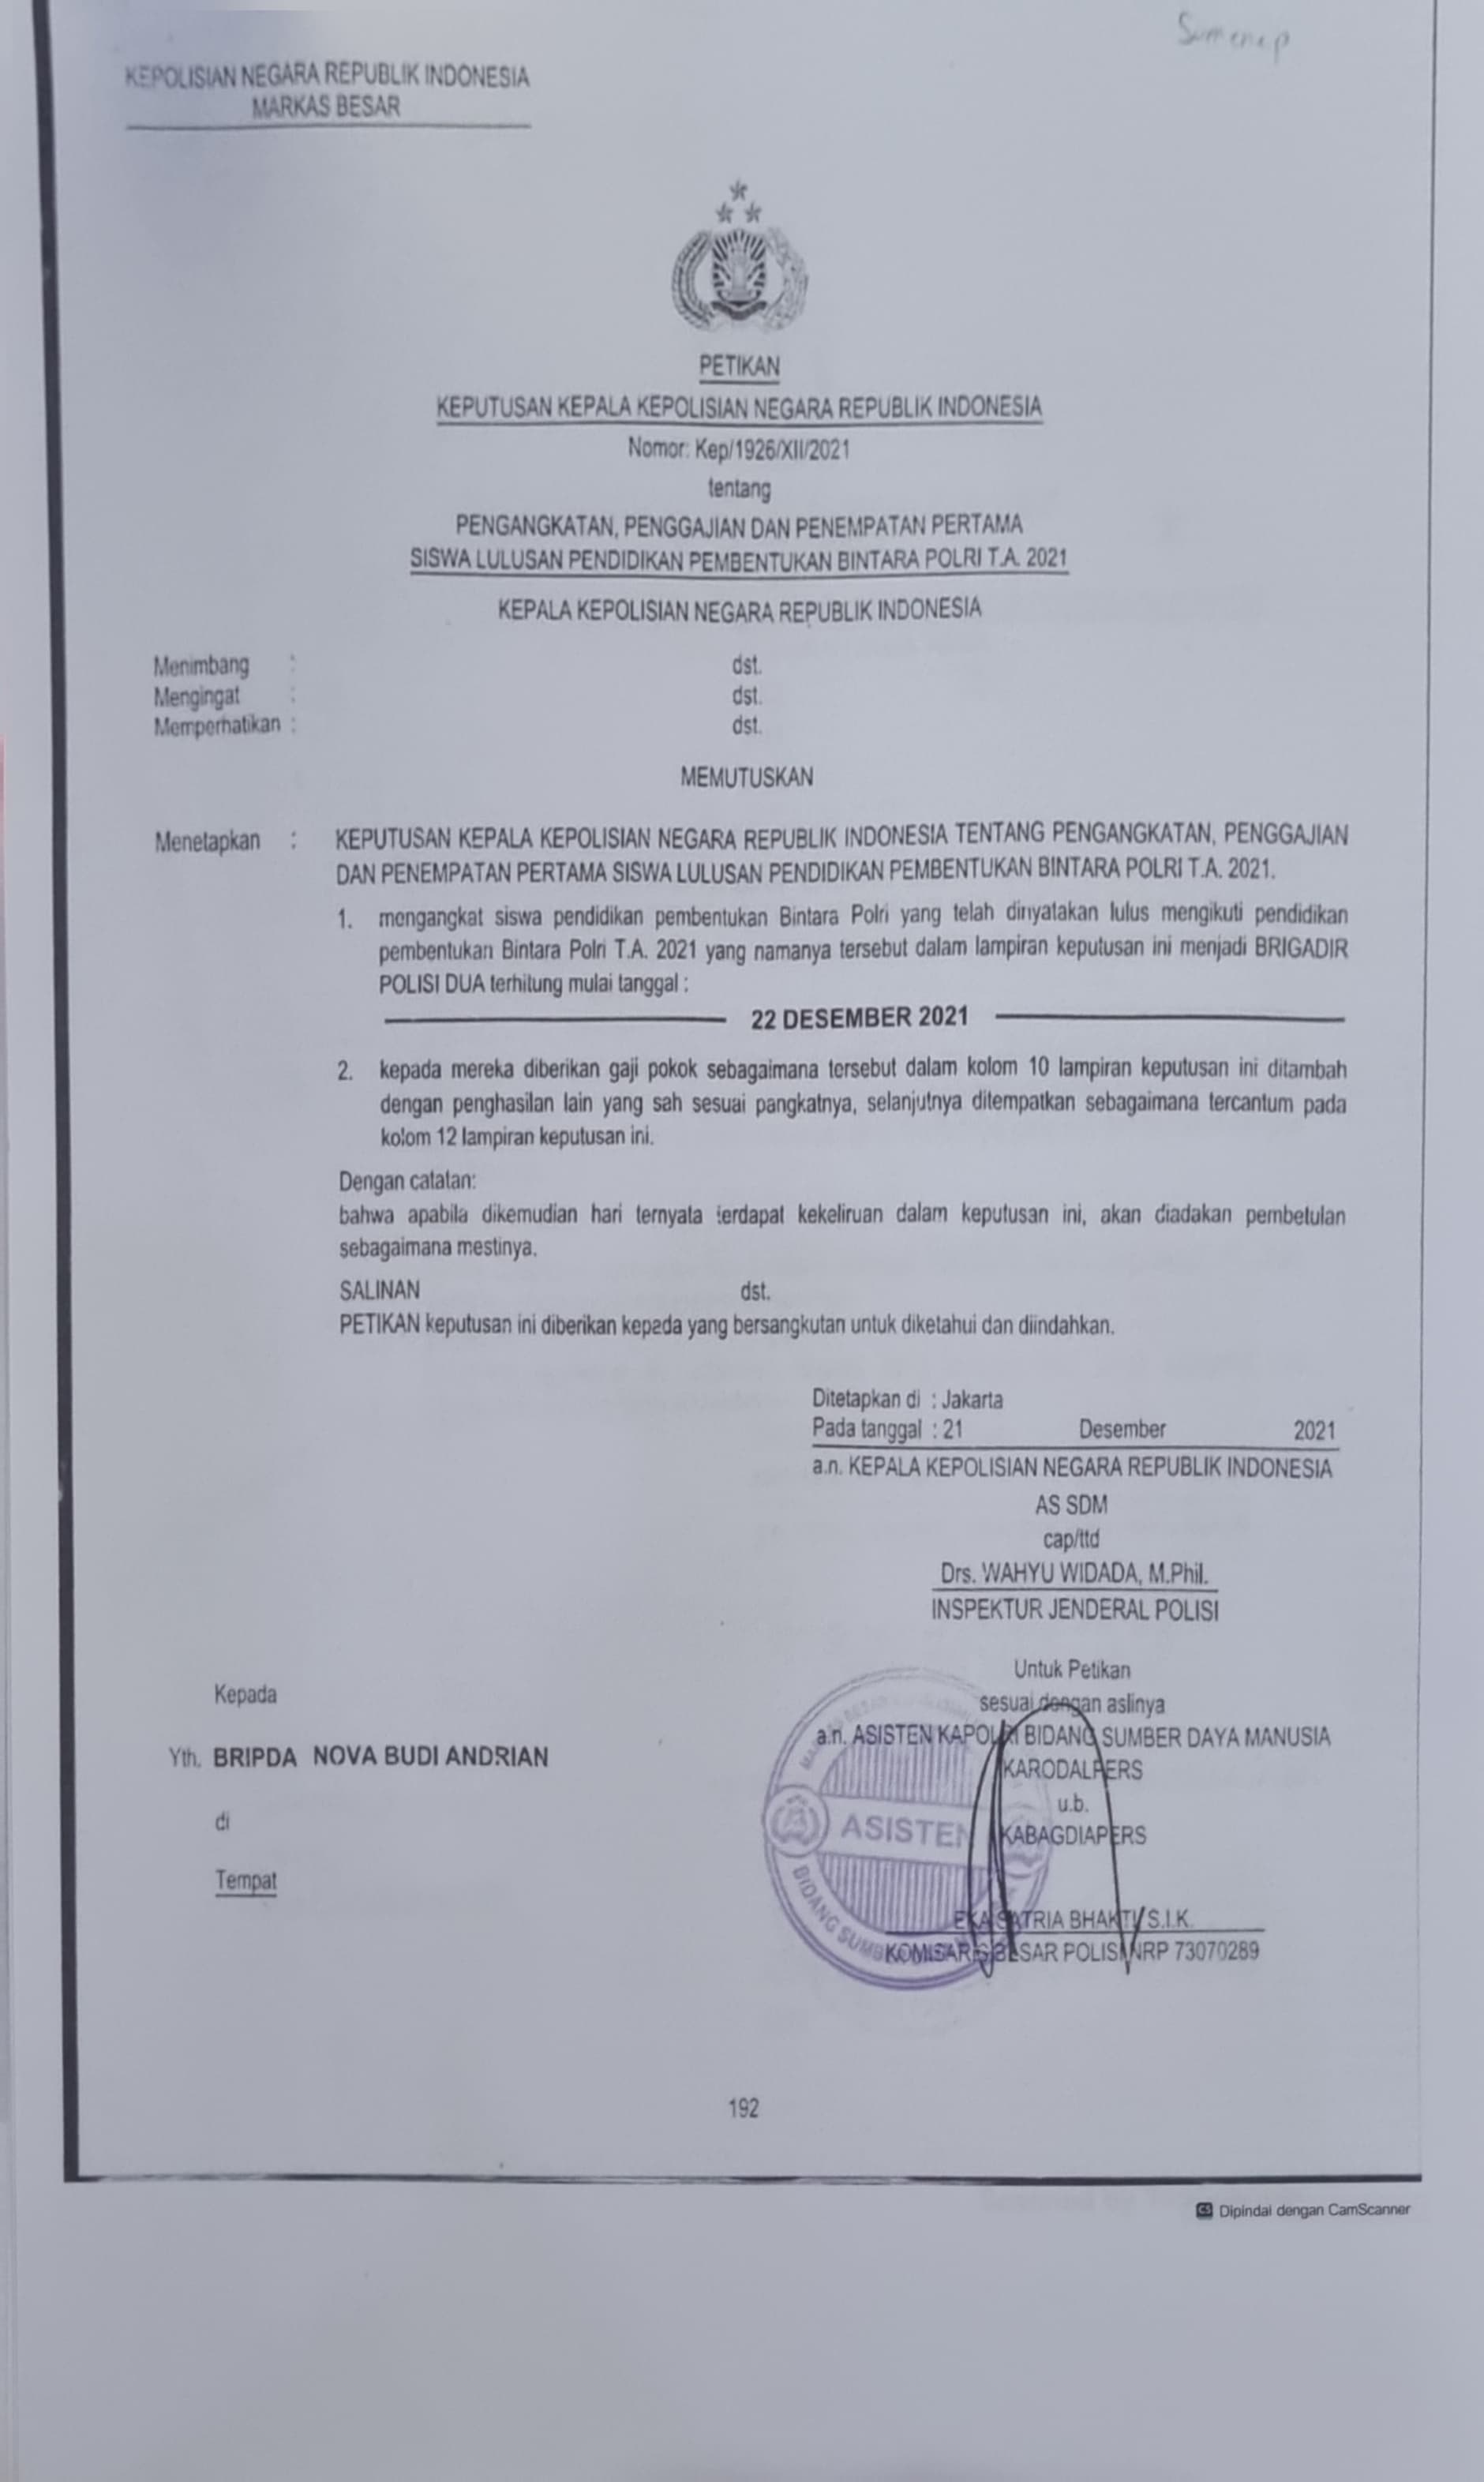 Sumenep
KEPOLISIAN NEGARA REPUBLIK INDONESIA
MARKAS BESAR
PETIKAN
KEPUTUSAN KEPALA KEPOLISIAN NEGARA REPUBLIK INDONESIA
Nomor: Kep/1926/XII/2021
tentang
PENGANGKATAN, PENGGAJIAN DAN PENEMPATAN PERTAMA
SISWA LULUSAN PENDIDIKAN PEMBENTUKAN BINTARA POLRI T.A. 2021
KEPALA KEPOLISIAN NEGARA REPUBLIK INDONESIA
Menimbang : dst.
Mengingat : dst.
Memperhatikan : dst.
MEMUTUSKAN
Menetapkan : KEPUTUSAN KEPALA KEPOLISIAN NEGARA REPUBLIK INDONESIA TENTANG PENGANGKATAN, PENGGAJIAN
DAN PENEMPATAN PERTAMA SISWA LULUSAN PENDIDIKAN PEMBENTUKAN BINTARA POLRI T.A. 2021.
1. mengangkat siswa pendidikan pembentukan Bintara Polri yang telah dinyatakan lulus mengikuti pendidikan
pembentukan Bintara Polri T.A. 2021 yang namanya tersebut dalam lampiran keputusan ini menjadi BRIGADIR
POLISI DUA terhitung mulai tanggal :
22 DESEMBER 2021
2. kepada mereka diberikan gaji pokok sebagaimana tersebut dalam kolom 10 lampiran keputusan ini ditambah
dengan penghasilan lain yang sah sesuai pangkatnya, selanjutnya ditempatkan sebagaimana tercantum pada
kolom 12 lampiran keputusan ini.
Dengan catatan:
bahwa apabila dikemudian hari ternyata terdapat kekeliruan dalam keputusan ini, akan diadakan pembetulan
sebagaimana mestinya.
SALINAN dst.
PETIKAN keputusan ini diberikan kepada yang bersangkutan untuk diketahui dan diindahkan.
Ditetapkan di : Jakarta
Pada tanggal : 21 Desember 2021
a.n. KEPALA KEPOLISIAN NEGARA REPUBLIK INDONESIA
AS SDM
cap/ttd
Drs. WAHYU WIDADA, M.Phil.
INSPEKTUR JENDERAL POLISI
Untuk Petikan
sesuai dengan aslinya
a.n. ASISTEN KAPOLRI BIDANG SUMBER DAYA MANUSIA
KARODALPERS
u.b.
KABAGDIAPERS
EKA SATRIA BHAKTI, S.I.K.
KOMISARIS BESAR POLISI NRP 73070289
ASISTEN
BIDANG
Kepada
Yth. BRIPDA NOVA BUDI ANDRIAN
di
Tempat
192
CS Dipindai dengan CamScanner